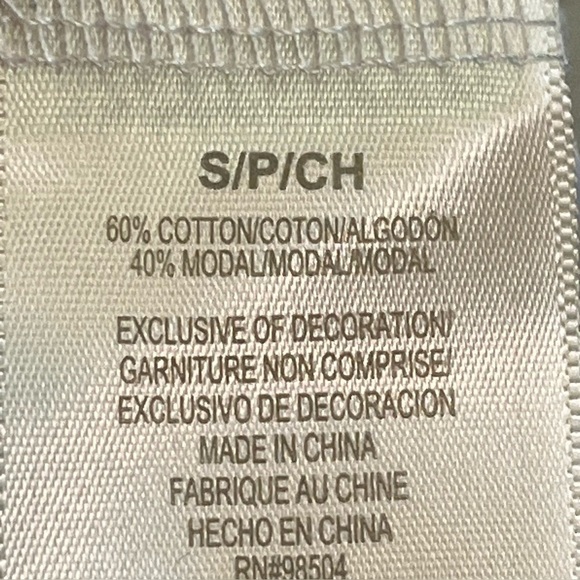 S/P/CH
60% COTTON/COTON/ALGODÓN
40% MODAL/MODAL/MODAL
EXCLUSIVE OF DECORATION/
GARNITURE NON COMPRISE/
EXCLUSIVO DE DECORACION
MADE IN CHINA
FABRIQUE AU CHINE
HECHO EN CHINA
RN#98504